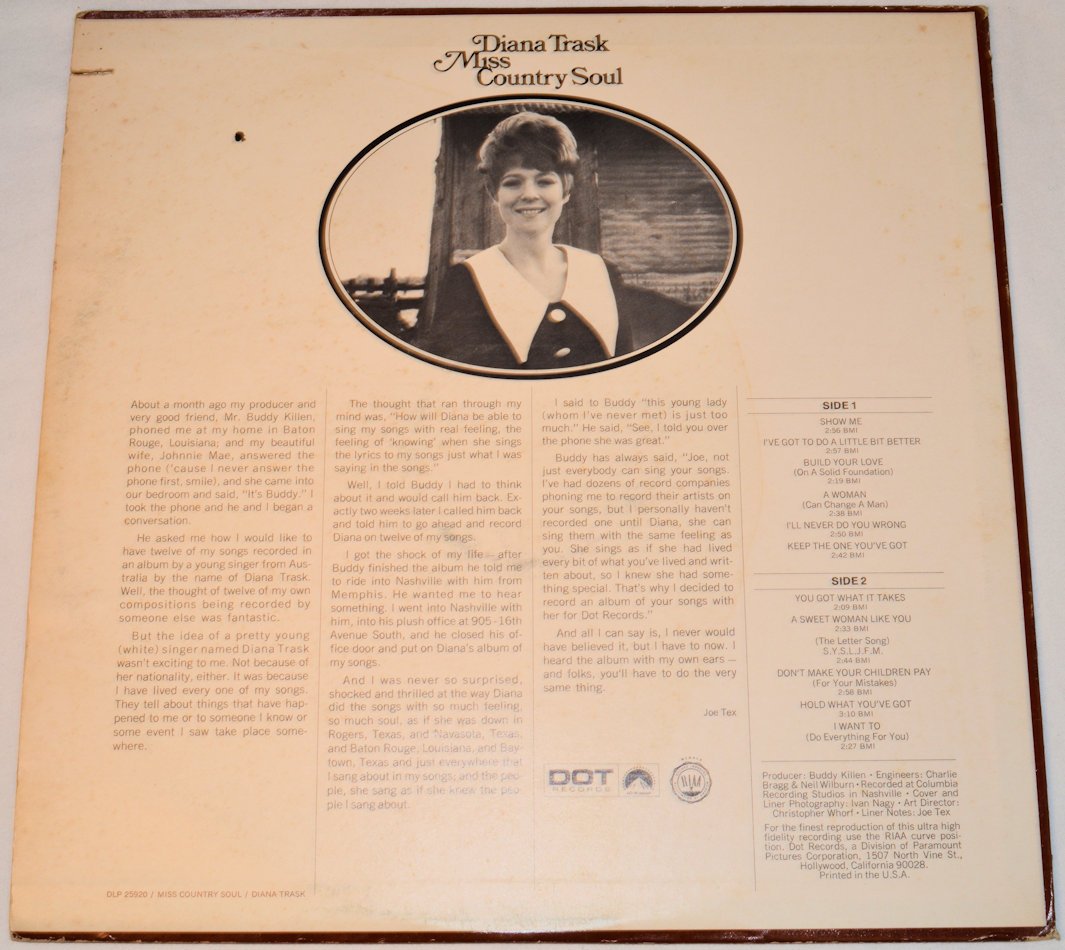 Diana Trask
Miss
Country Soul
About a month ago my producer and
very good friend, Mr. Buddy Killen,
phoned me at my home in Baton
Rouge, Louisiana; and my beautiful
wife, Johnnie Mae, answered the
phone ('cause I never answer the
phone first, smile), and she came into
our bedroom and said, "It's Buddy." I
took the phone and he and I began a
conversation.
He asked me how I would like to
have twelve of my songs recorded in
an album by a young singer from Aus-
tralia by the name of Diana Trask.
Well, the thought of twelve of my own
compositions being recorded by
someone else was fantastic.
But the idea of a pretty young
(white) singer named Diana Trask
wasn't exciting to me. Not because of
her nationality, either. It was because
I have lived every one of my songs.
They tell about things that have hap-
pened to me or to someone I know or
some event I saw take place some-
where.
The thought that ran through my
mind was, "How will Diana be able to
sing my songs with real feeling, the
feeling of 'knowing' when she sings
the lyrics to my songs just what I was
saying in the songs."
Well, I told Buddy I had to think
about it and would call him back. Ex-
actly two weeks later I called him back
and told him to go ahead and record
Diana on twelve of my songs.
I got the shock of my life — after
Buddy finished the album he told me
to ride into Nashville with him from
Memphis. He wanted me to hear
something. I went into Nashville with
him, into his plush office at 905-16th
Avenue South, and he closed his of-
fice door and put on Diana's album of
my songs.
And I was never so surprised,
shocked and thrilled at the way Diana
did the songs with so much feeling,
so much soul, as if she was down in
Rogers, Texas, and Navasota, Texas,
and Baton Rouge, Louisiana, and Bay-
town, Texas and just everywhere that
I sang about in my songs; and the peo-
ple, she sang as if she knew the peo-
ple I sang about.
I said to Buddy "this young lady
(whom I've never met) is just too
much." He said, "See, I told you over
the phone she was great."
Buddy has always said, "Joe, not
just everybody can sing your songs.
I've had dozens of record companies
phoning me to record their artists on
your songs, but I personally haven't
recorded one until Diana, she can
sing them with the same feeling as
you. She sings as if she had lived
every bit of what you've lived and writ-
ten about, so I knew she had some-
thing special. That's why I decided to
record an album of your songs with
her for Dot Records."
And all I can say is, I never would
have believed it, but I have to now. I
heard the album with my own ears —
and folks, you'll have to do the very
same thing.
Joe Tex
DOT
RECORDS
RIAA
SIDE 1
SHOW ME
2:56 BMI
I'VE GOT TO DO A LITTLE BIT BETTER
2:57 BMI
BUILD YOUR LOVE
(On A Solid Foundation)
2:19 BMI
A WOMAN
(Can Change A Man)
2:38 BMI
I'LL NEVER DO YOU WRONG
2:50 BMI
KEEP THE ONE YOU'VE GOT
2:42 BMI
SIDE 2
YOU GOT WHAT IT TAKES
2:09 BMI
A SWEET WOMAN LIKE YOU
2:33 BMI
(The Letter Song)
S.Y.S.L.J.F.M.
2:44 BMI
DON'T MAKE YOUR CHILDREN PAY
(For Your Mistakes)
2:58 BMI
HOLD WHAT YOU'VE GOT
3:10 BMI
I WANT TO
(Do Everything For You)
2:27 BMI
Producer: Buddy Killen • Engineers: Charlie
Bragg & Neil Wilburn • Recorded at Columbia
Recording Studios in Nashville • Cover and
Liner Photography: Ivan Nagy • Art Director:
Christopher Whorf • Liner Notes: Joe Tex
For the finest reproduction of this ultra high
fidelity recording use the RIAA curve posi-
tion. Dot Records, a Division of Paramount
Pictures Corporation, 1507 North Vine St.,
Hollywood, California 90028.
Printed in the U.S.A.
DLP 25920 / MISS COUNTRY SOUL / DIANA TRASK